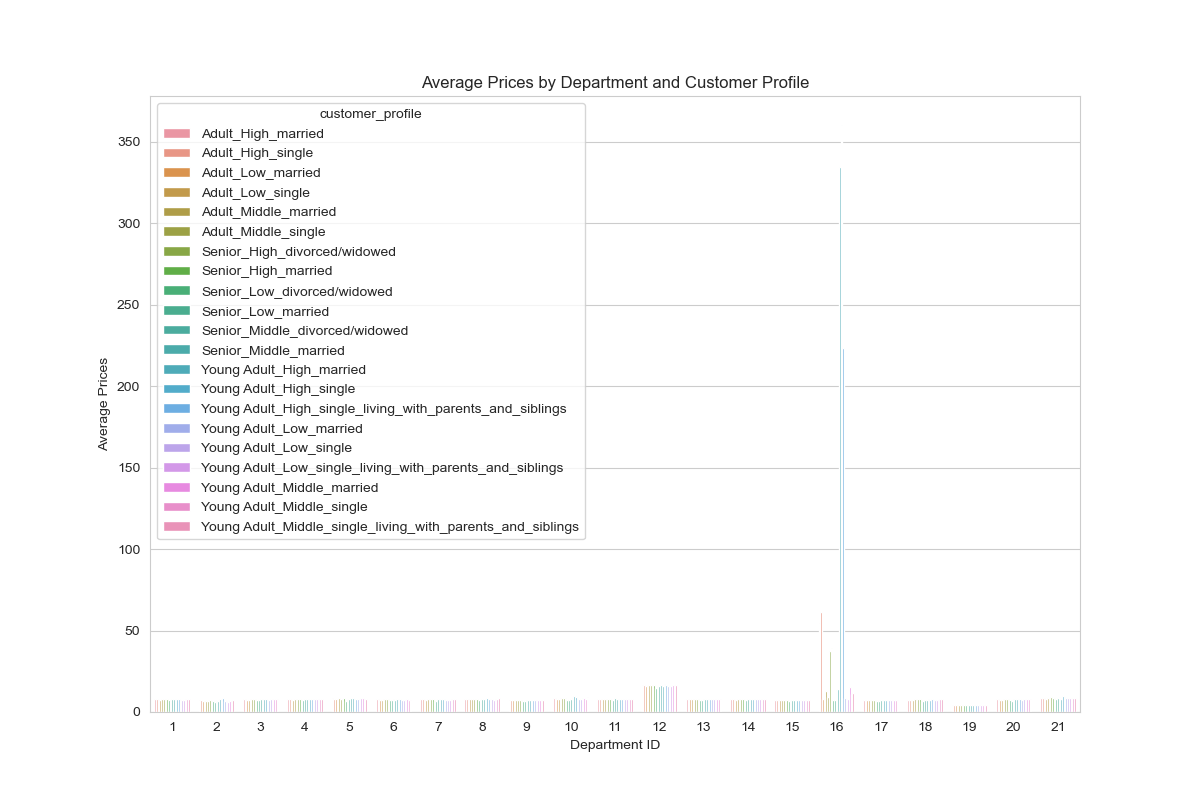 Average Prices by Department and Customer Profile
customer_profile
Adult_High_married
Adult_High_single
Adult_Low_married
Adult_Low_single
Adult_Middle_married
Adult_Middle_single
Senior_High_divorced/widowed
Senior_High_married
Senior_Low_divorced/widowed
Senior_Low_married
Senior_Middle_divorced/widowed
Senior_Middle_married
Young Adult_High_married
Young Adult_High_single
Young Adult_High_single_living_with_parents_and_siblings
Young Adult_Low_married
Young Adult_Low_single
Young Adult_Low_single_living_with_parents_and_siblings
Young Adult_Middle_married
Young Adult_Middle_single
Young Adult_Middle_single_living_with_parents_and_siblings
350
300
250
200
150
100
50
0
Average Prices
1 2 3 4 5 6 7 8 9 10 11 12 13 14 15 16 17 18 19 20 21
Department ID